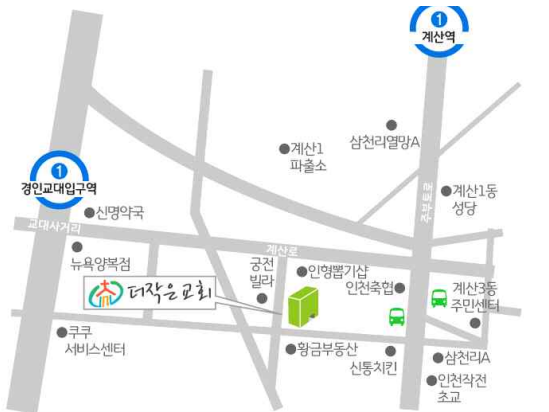 1
계산역
삼천리열망A
계산1
파출소
1
경인교대입구역
주부토로
계산1동
성당
신명약국
교대사거리
계산로
뉴욕양복점
궁전
빌라
인형뽑기샵
인천축협
계산3동
주민센터
더작은교회
쿠쿠
서비스센터
황금부동산
신통치킨
삼천리A
인천작전
초교